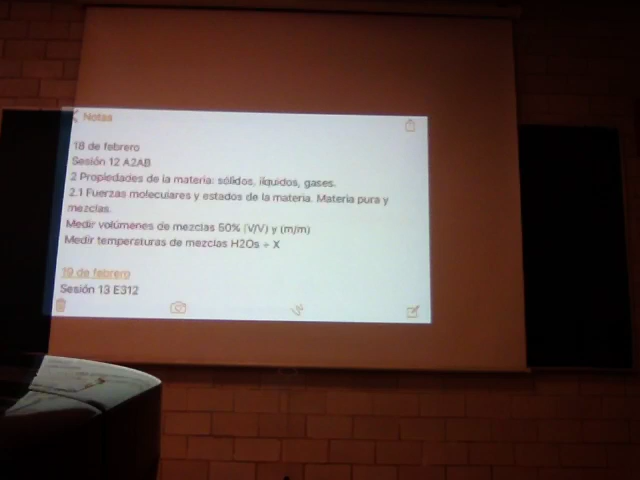 Notas
18 de febrero
Sesión 12 A2AB
2 Propiedades de la materia: sólidos, líquidos, gases.
2.1 Fuerzas moleculares y estados de la materia. Materia pura y
mezclas.
Medir volúmenes de mezclas 50% (V/V) y (m/m)
Medir temperaturas de mezclas H2Os + X
19 de febrero
Sesión 13 E312